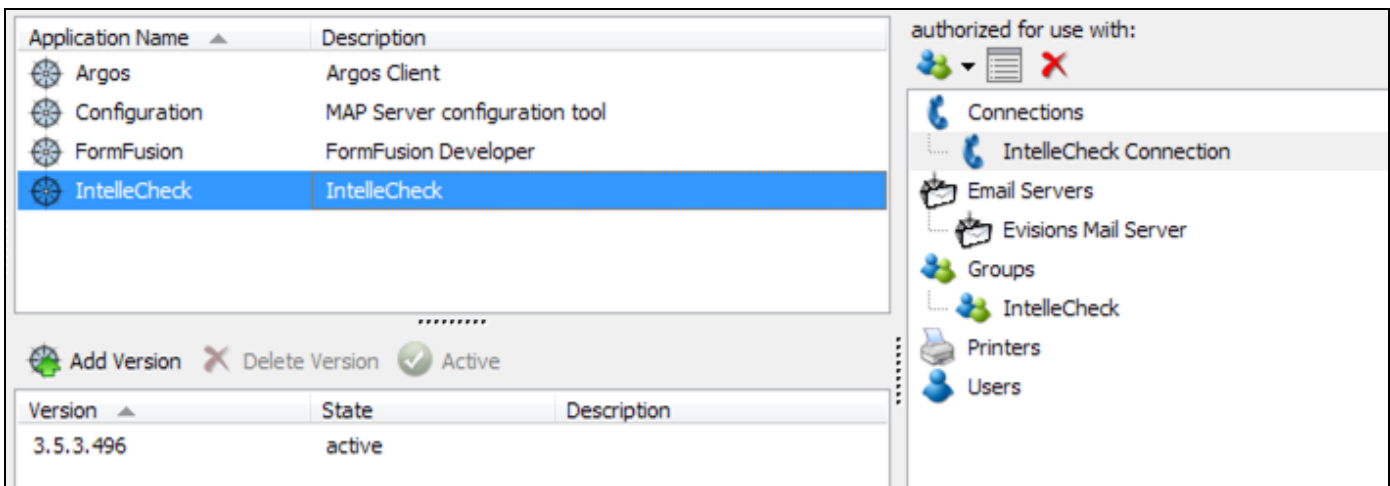 Application Name Description
Argos Argos Client
Configuration MAP Server configuration tool
FormFusion FormFusion Developer
IntelleCheck IntelleCheck
Add Version Delete Version Active
Version State Description
3.5.3.496 active
authorized for use with:
Connections
IntelleCheck Connection
Email Servers
Evisions Mail Server
Groups
IntelleCheck
Printers
Users